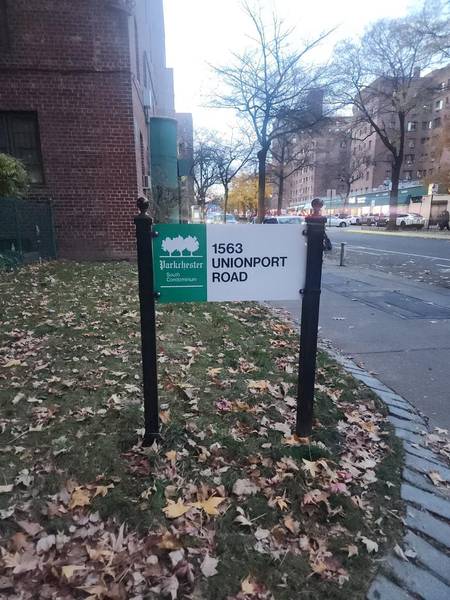 Parkchester
South
Condominium
1563
UNIONPORT
ROAD